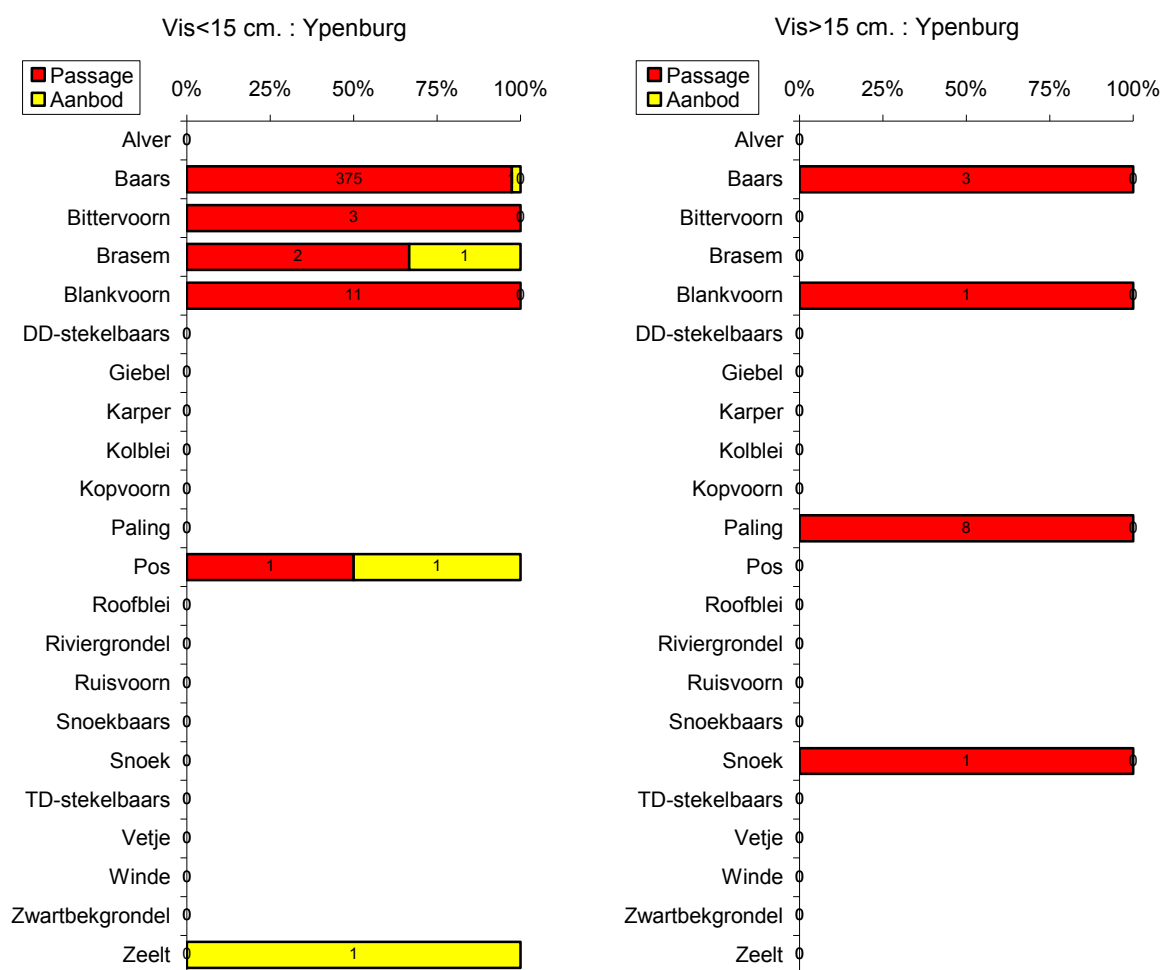 Vis<15 cm. : Ypenburg
Passage
Aanbod
0% 25% 50% 75% 100%
Alver 0
Baars 375 10
Bittervoorn 3 0
Brasem 2 1
Blankvoorn 11 0
DD-stekelbaars 0
Giebel 0
Karper 0
Kolblei 0
Kopvoorn 0
Paling 0
Pos 1 1
Roofblei 0
Riviergrondel 0
Ruisvoorn 0
Snoekbaars 0
Snoek 0
TD-stekelbaars 0
Vetje 0
Winde 0
Zwartbekgrondel 0
Zeelt 0 1
Vis>15 cm. : Ypenburg
Passage
Aanbod
0% 25% 50% 75% 100%
Alver 0
Baars 3 0
Bittervoorn 0
Brasem 0
Blankvoorn 1 0
DD-stekelbaars 0
Giebel 0
Karper 0
Kolblei 0
Kopvoorn 0
Paling 8 0
Pos 0
Roofblei 0
Riviergrondel 0
Ruisvoorn 0
Snoekbaars 0
Snoek 1 0
TD-stekelbaars 0
Vetje 0
Winde 0
Zwartbekgrondel 0
Zeelt 0